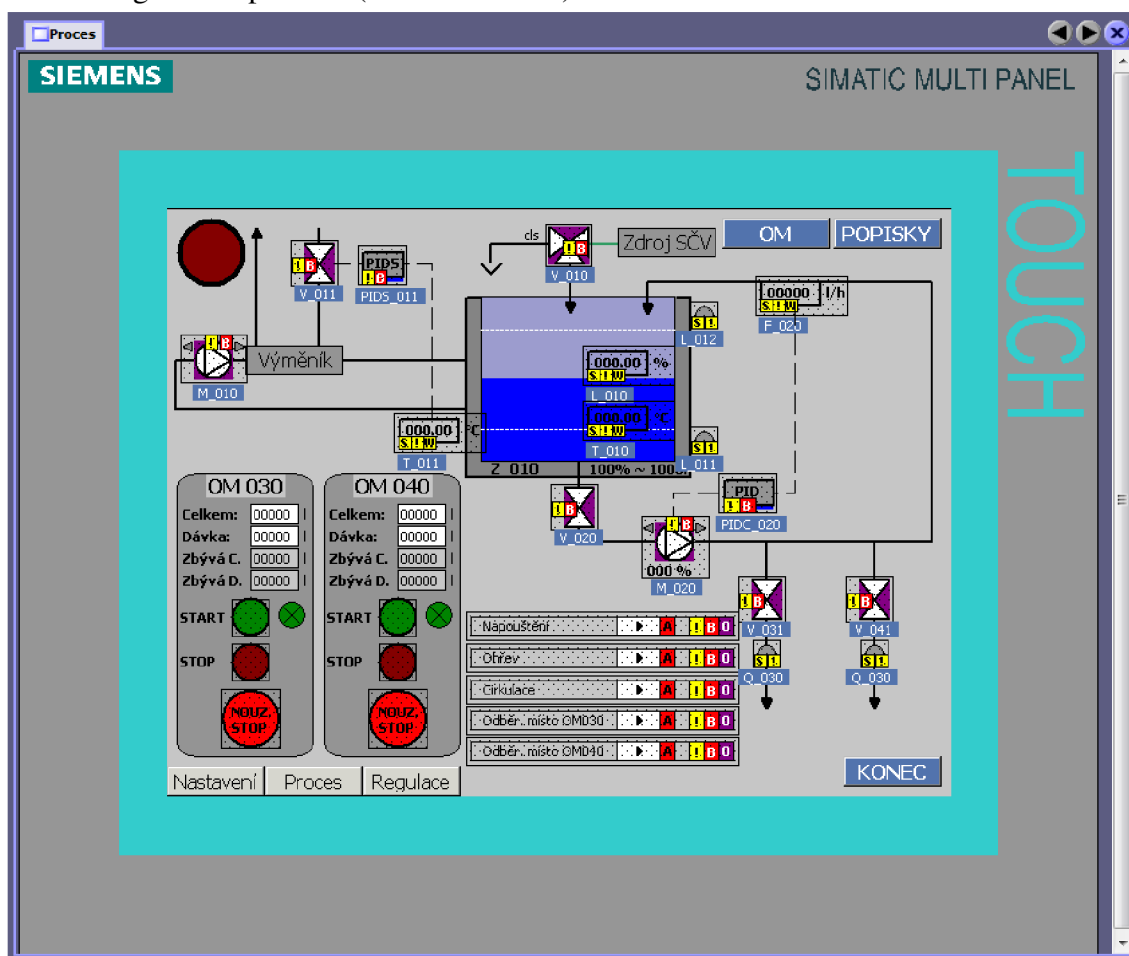 Proces
SIEMENS
SIMATIC MULTI PANEL
TOUCH
cls
Zdroj SČV
OM
POPISKY
V_010
V_011
PIDS
PIDS_011
00000 l/h
F_020
L_012
Výměník
M_010
000.00 %
L_010
000.00 °C
T_010
000.00 °C
T_011
L_011
Z 010
100% ~
PID
PIDC_020
V_020
000 %
M_020
OM 030
Celkem: 00000 l
Dávka: 00000 l
Zbývá C. 00000 l
Zbývá D. 00000 l
START
STOP
NOUZ.
STOP
OM 040
Celkem: 00000 l
Dávka: 00000 l
Zbývá C. 00000 l
Zbývá D. 00000 l
START
STOP
NOUZ.
STOP
V_031
V_041
Q_030
Q_030
Napouštění A ! B O
Ohřev A ! B O
Cirkulace A ! B O
Odběr. místo OM030 A ! B O
Odběr. místo OM040 A ! B O
Nastavení
Proces
Regulace
KONEC